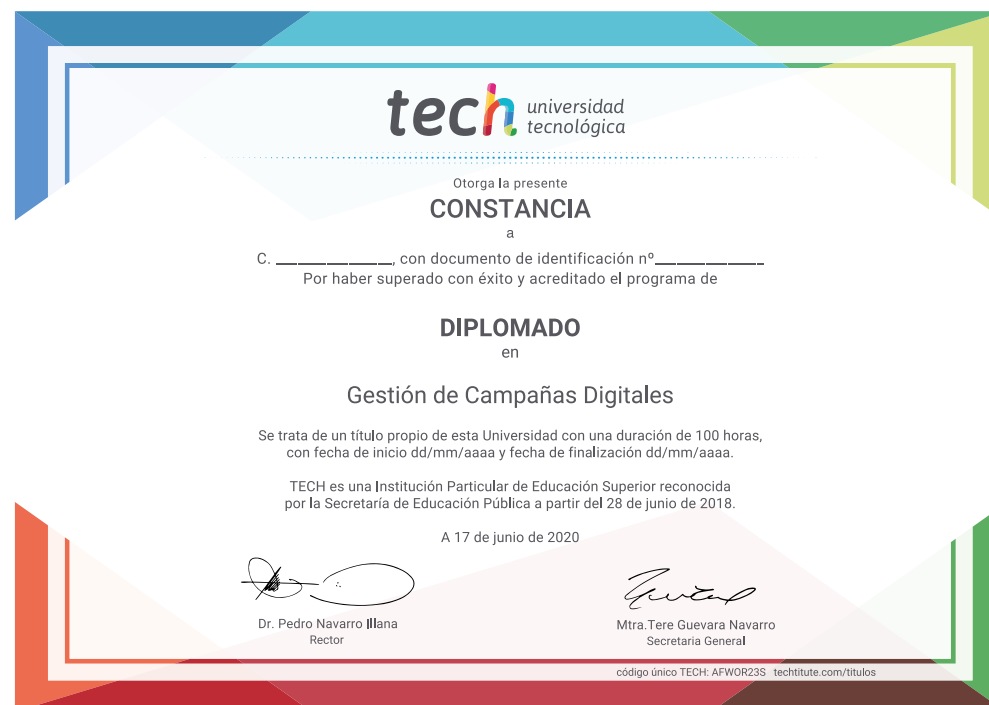 tech universidad
tecnológica
Otorga la presente
CONSTANCIA
a
C. ______________, con documento de identificación nº_____________
Por haber superado con éxito y acreditado el programa de
DIPLOMADO
en
Gestión de Campañas Digitales
Se trata de un título propio de esta Universidad con una duración de 100 horas,
con fecha de inicio dd/mm/aaaa y fecha de finalización dd/mm/aaaa.
TECH es una Institución Particular de Educación Superior reconocida
por la Secretaría de Educación Pública a partir del 28 de junio de 2018.
A 17 de junio de 2020
Dr. Pedro Navarro Illana
Rector
Mtra.Tere Guevara Navarro
Secretaria General
código único TECH: AFWOR23S techtitute.com/titulos